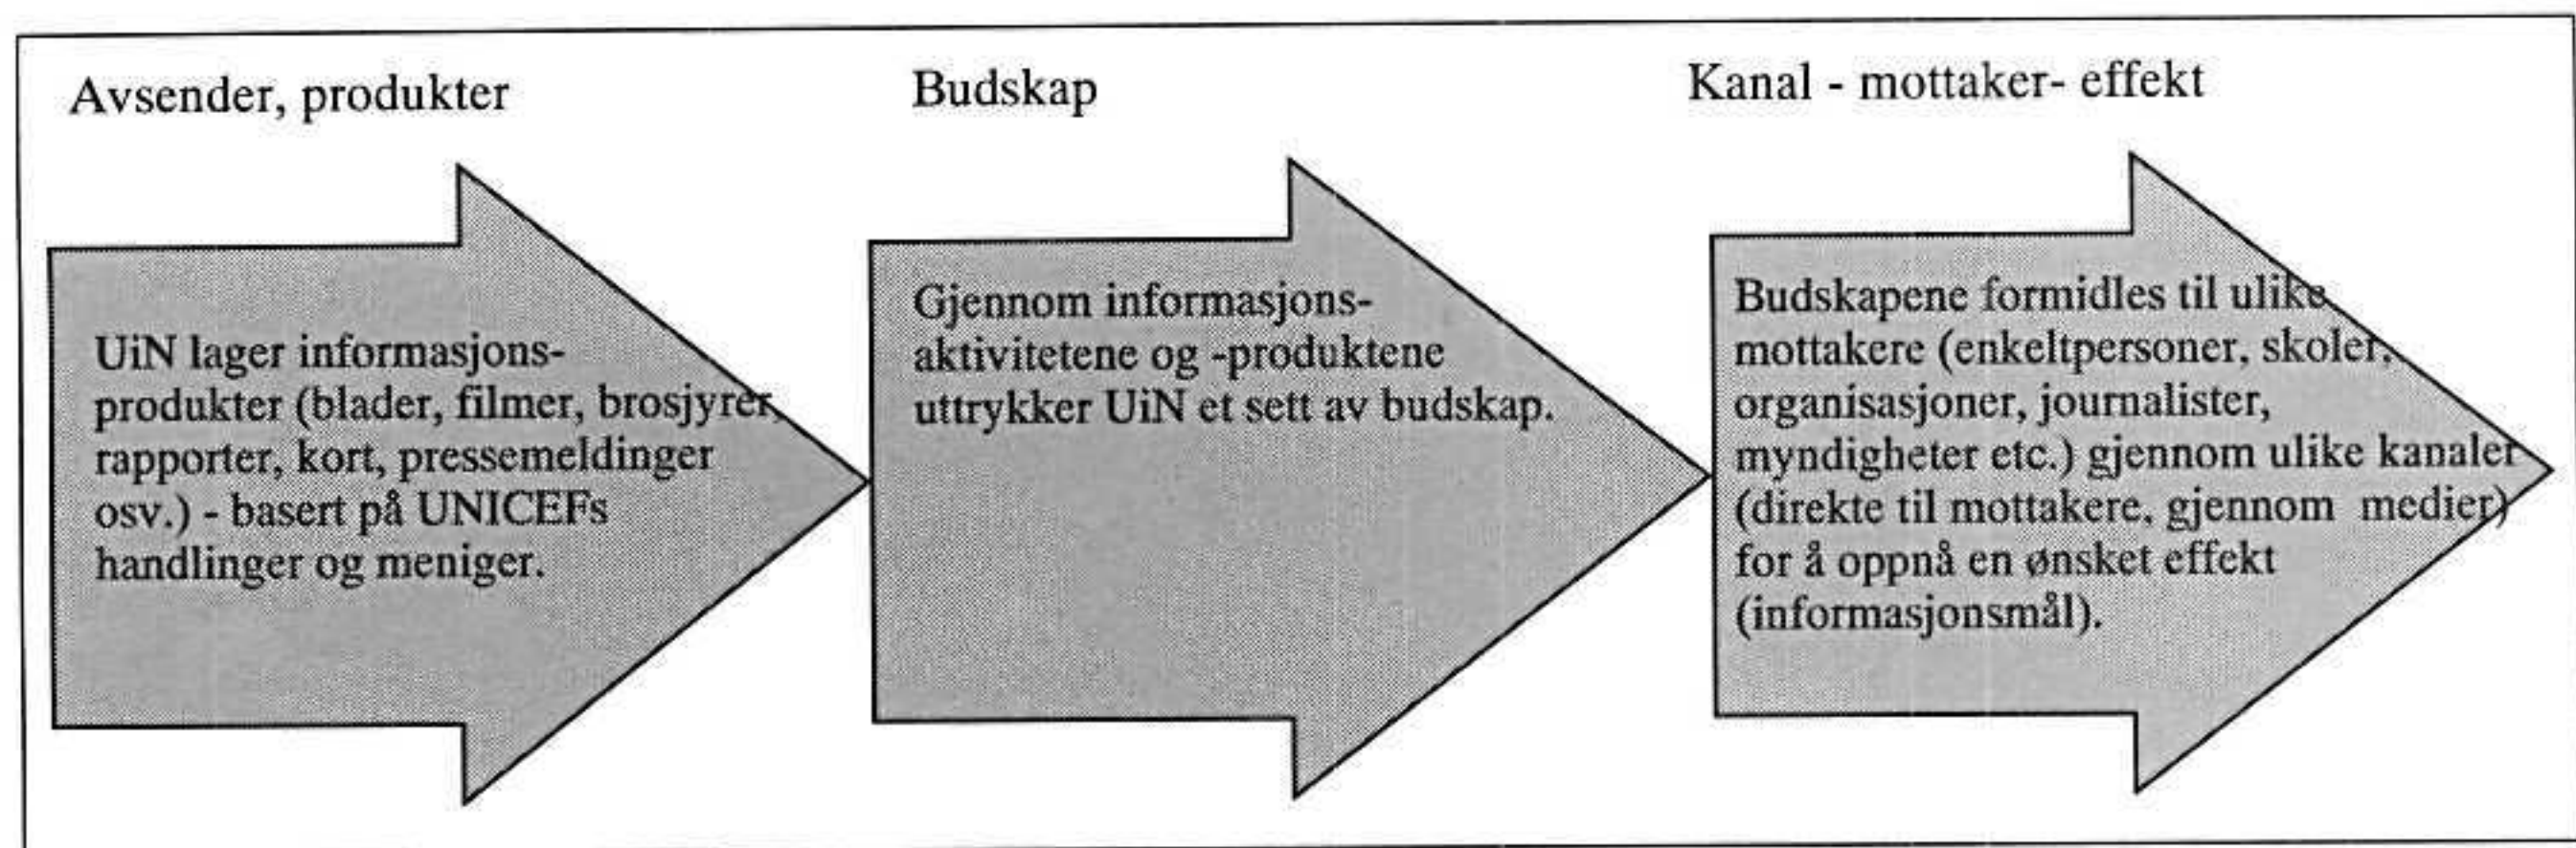 Avsender, produkter
UiN lager informasjons-
produkter (blader, filmer, brosjyrer,
rapporter, kort, pressemeldinger
osv.) - basert på UNICEFs
handlinger og meniger.
Budskap
Gjennom informasjons-
aktivitetene og -produktene
uttrykker UiN et sett av budskap.
Kanal - mottaker- effekt
Budskapene formidles til ulike
mottakere (enkeltpersoner, skoler,
organisasjoner, journalister,
myndigheter etc.) gjennom ulike kanaler
(direkte til mottakere, gjennom medier)
for å oppnå en ønsket effekt
(informasjonsmål).